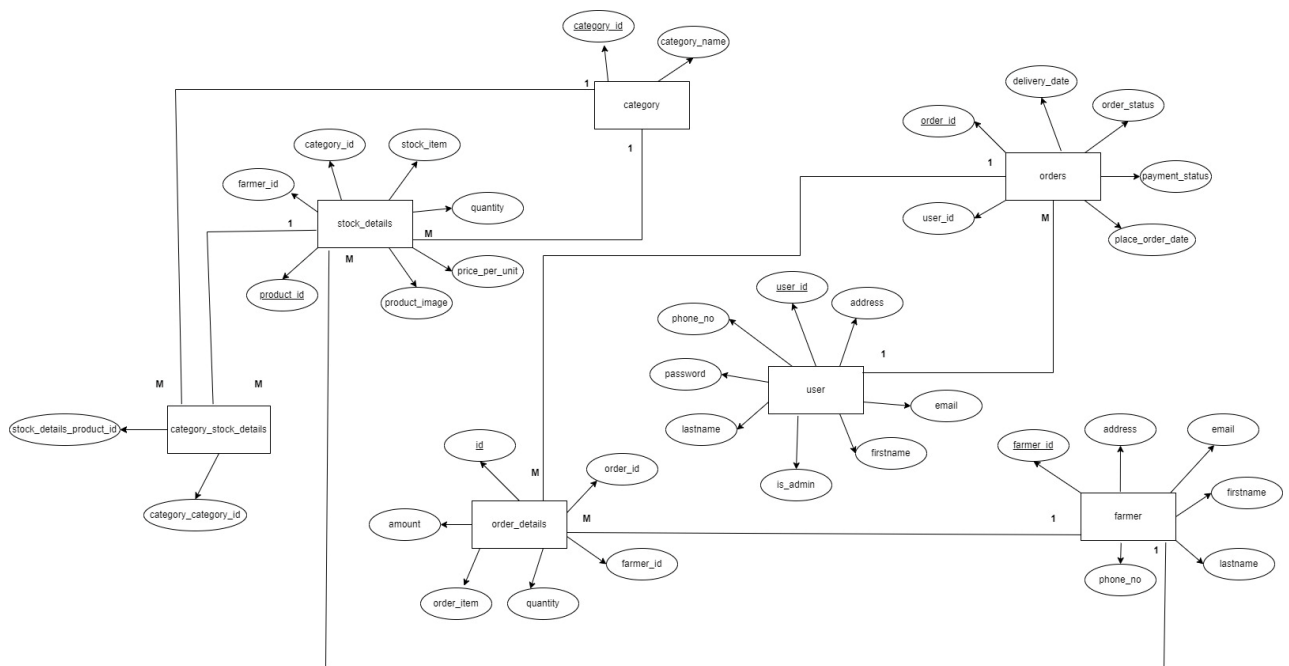 category_id
category_name
1
category
1
delivery_date
order_status
order_id
1
orders
payment_status
user_id
M
place_order_date
category_id
stock_item
farmer_id
quantity
1
stock_details
M
M
price_per_unit
product_id
product_image
user_id
address
phone_no
1
password
user
email
lastname
firstname
is_admin
M
M
stock_details_product_id
category_stock_details
category_category_id
id
order_id
M
amount
order_details
M
farmer_id
order_item
quantity
farmer_id
address
email
firstname
1
farmer
1
lastname
phone_no